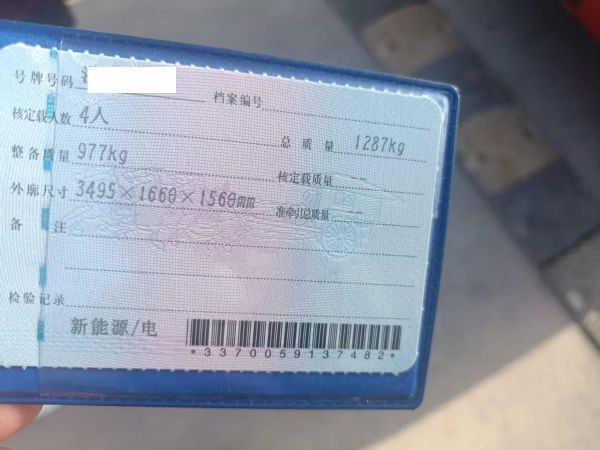 号牌号码 档案编号
核定载人数 4人 总质量 1287kg
整备质量 977kg 核定载质量 --
外廓尺寸 3495×1660×1560mm 准牵引总质量 --
备注
检验记录
新能源/电
*3370059137482*